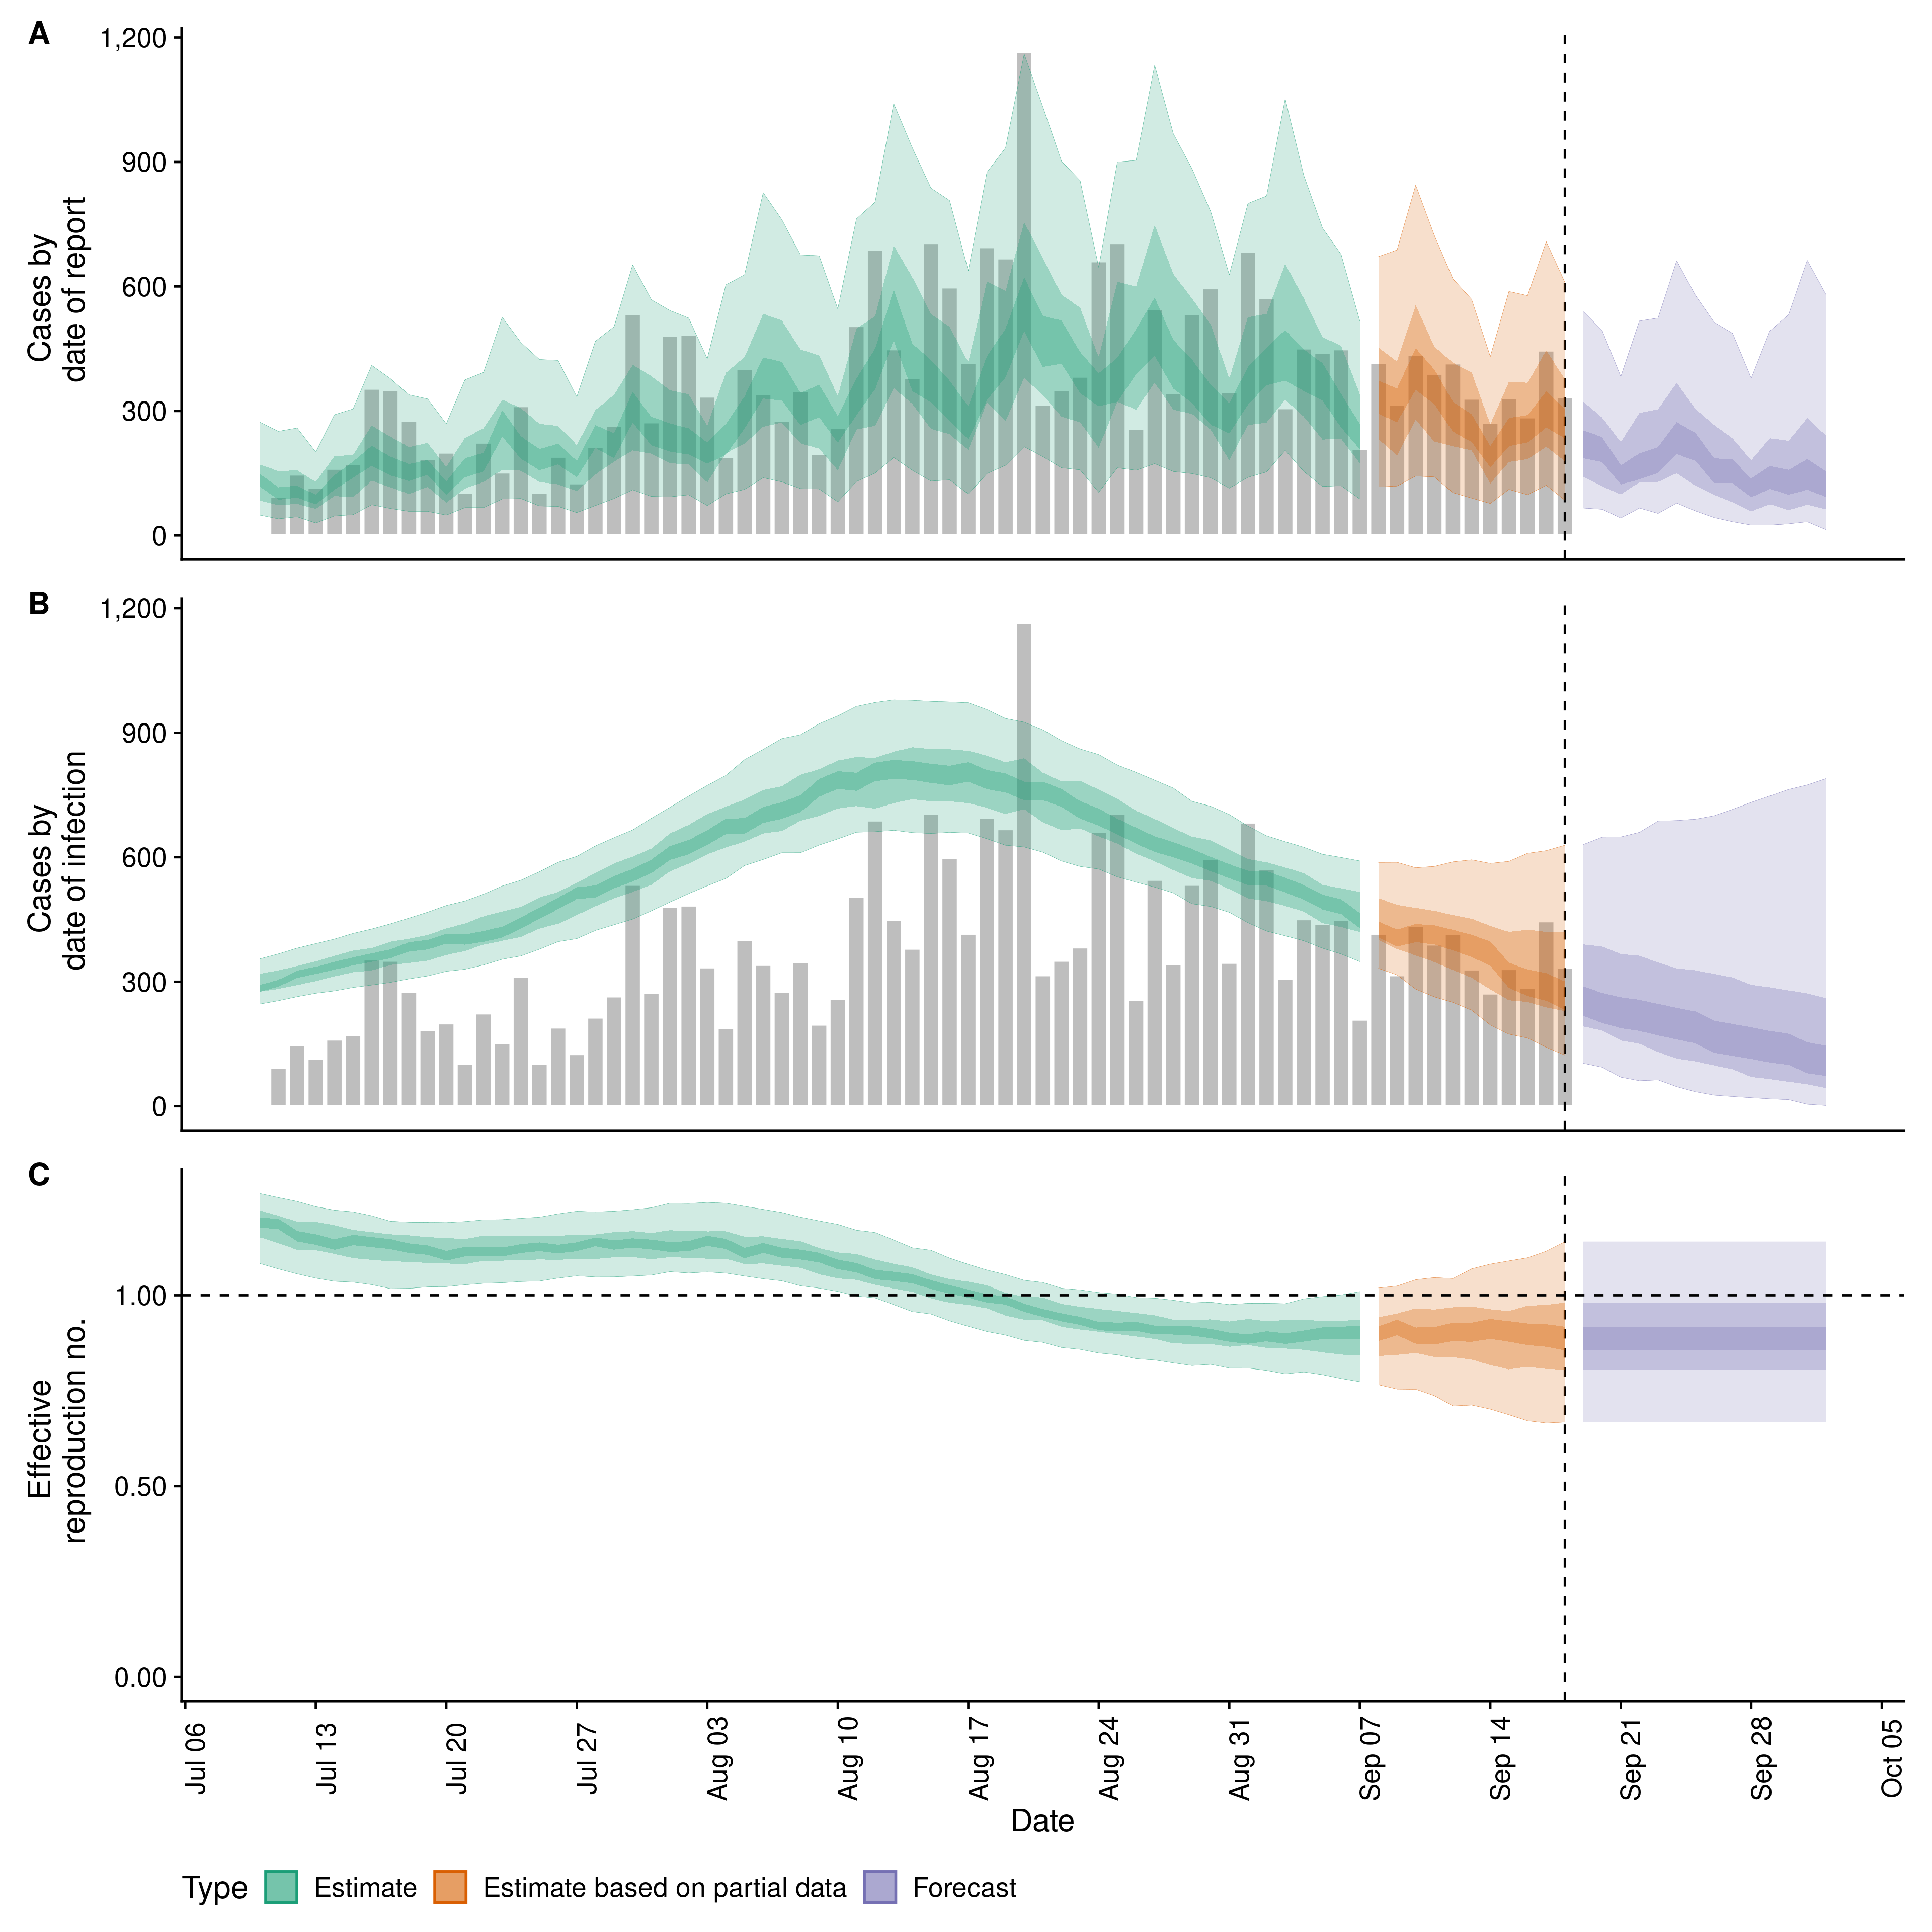 A
1,200
900
600
300
0
Cases by
date of report
B
1,200
900
600
300
0
Cases by
date of infection
C
1.00
0.50
0.00
Effective
reproduction no.
Jul 06
Jul 13
Jul 20
Jul 27
Aug 03
Aug 10
Aug 17
Aug 24
Aug 31
Sep 07
Sep 14
Sep 21
Sep 28
Oct 05
Date
Type Estimate Estimate based on partial data Forecast